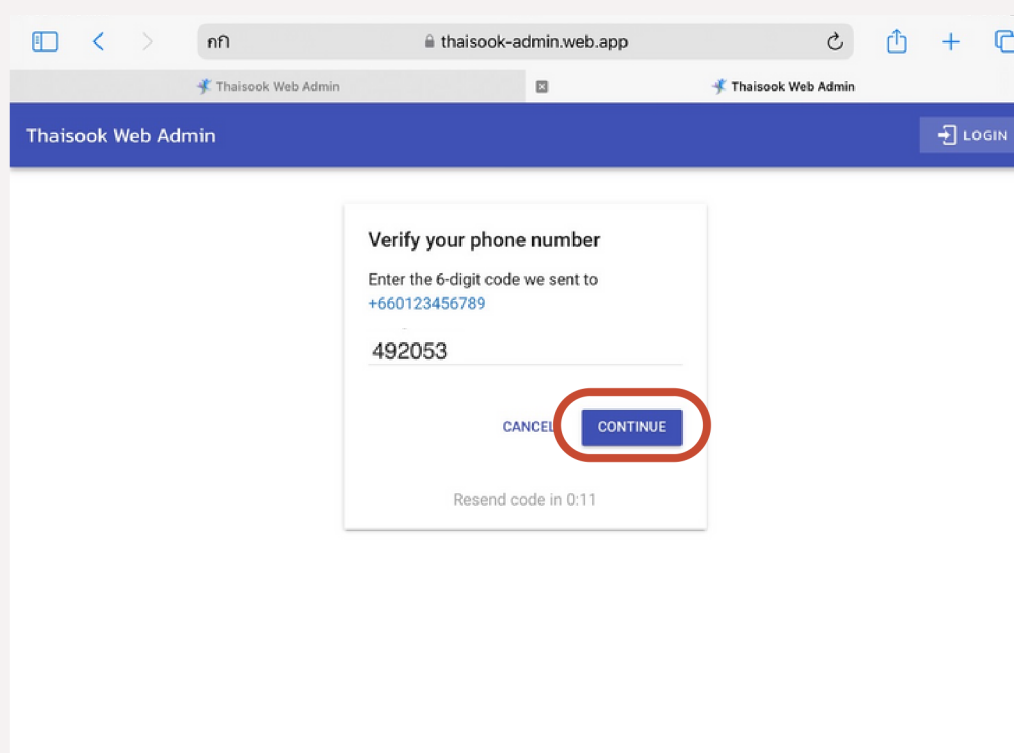 กก thaisook-admin.web.app
Thaisook Web Admin Thaisook Web Admin
Thaisook Web Admin LOGIN
Verify your phone number
Enter the 6-digit code we sent to
+660123456789
492053
CANCEL CONTINUE
Resend code in 0:11